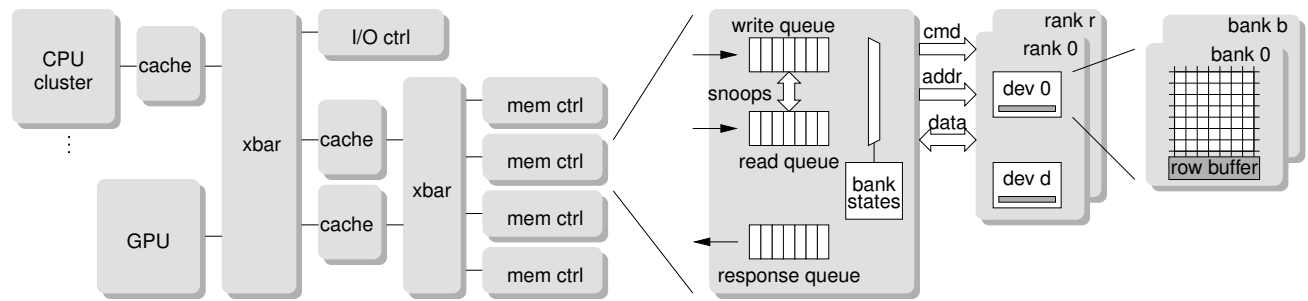 CPU
cluster
cache
xbar
I/O ctrl
GPU
cache
cache
xbar
mem ctrl
mem ctrl
mem ctrl
mem ctrl
write queue
snoops
read queue
bank
states
response queue
cmd
addr
data
rank r
rank 0
dev 0
dev d
bank b
bank 0
row buffer